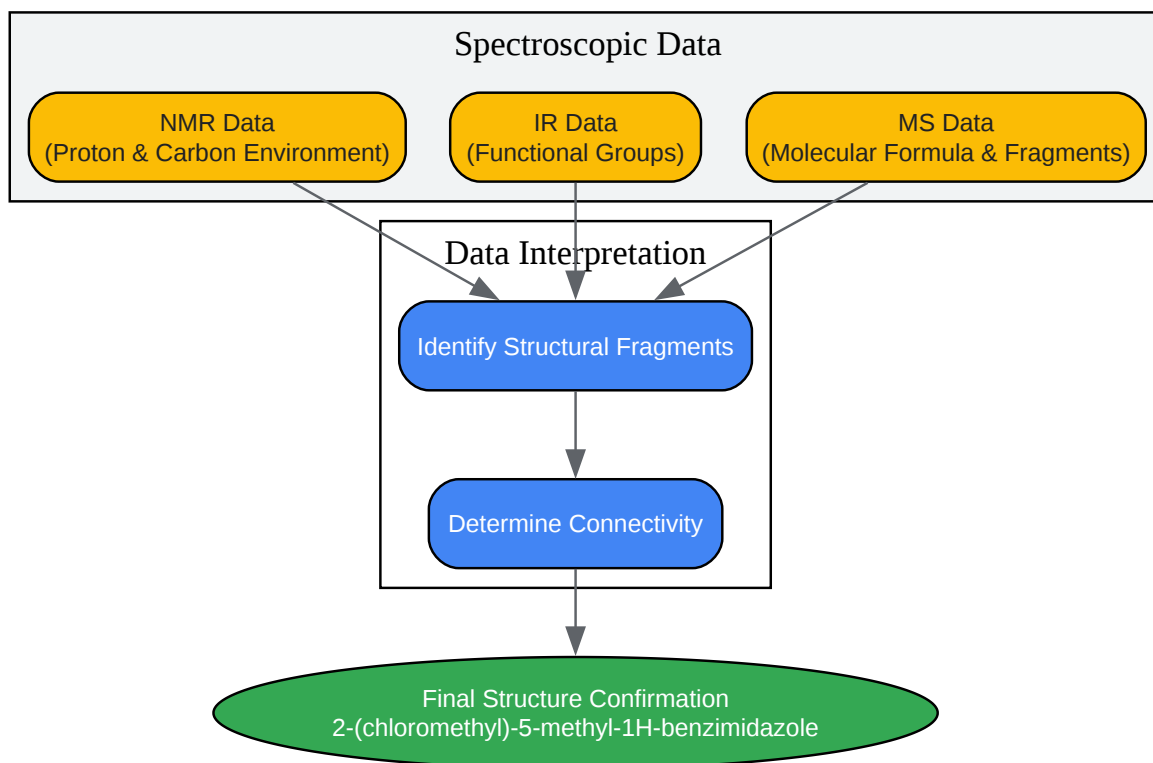 Spectroscopic Data
NMR Data
(Proton & Carbon Environment)
IR Data
(Functional Groups)
MS Data
(Molecular Formula & Fragments)
Data Interpretation
Identify Structural Fragments
Determine Connectivity
Final Structure Confirmation
2-(chloromethyl)-5-methyl-1H-benzimidazole